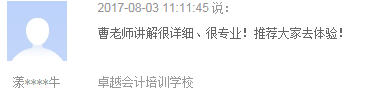 2017-08-03 11:11:45 说：
曹老师讲解很详细、很专业！推荐大家去体验！
萘****牛
卓越会计培训学校